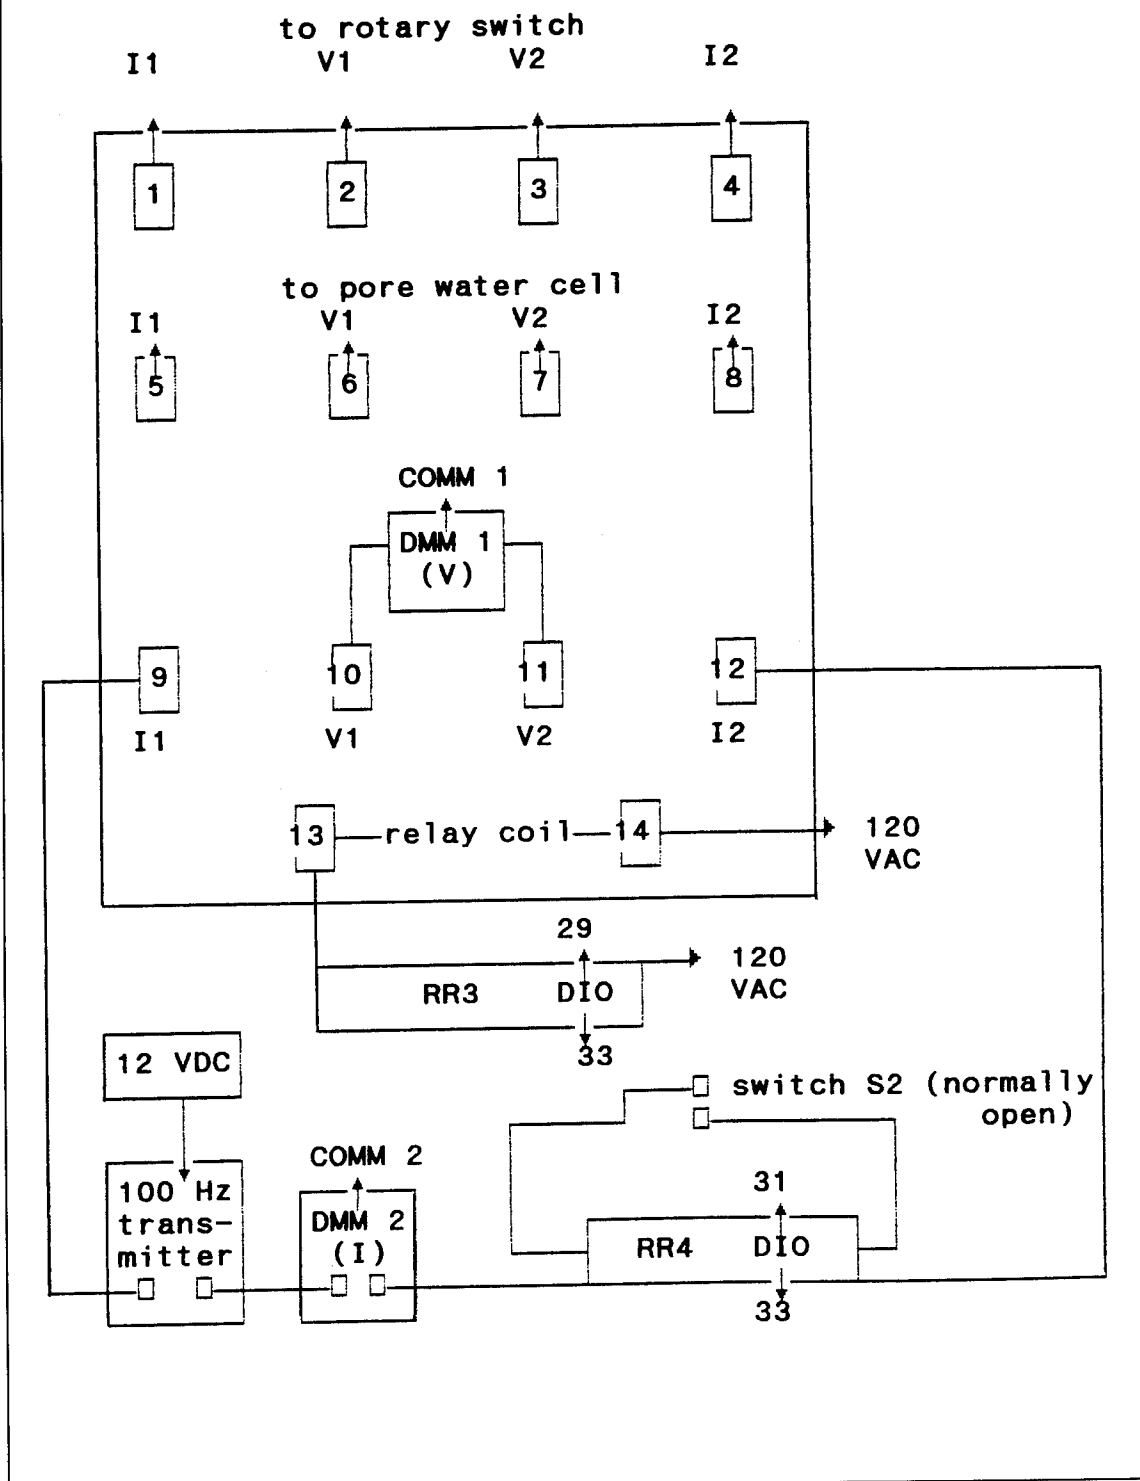 to rotary switch
I1 V1 V2 I2
1 2 3 4
to pore water cell
I1 V1 V2 I2
5 6 7 8
COMM 1
DMM 1
(V)
9 10 11 12
I1 V1 V2 I2
13 relay coil 14 120
VAC
29
120
RR3 DIO VAC
33
12 VDC
switch S2 (normally
open)
COMM 2
31
100 Hz
trans-
mitter
DMM 2
(I)
RR4 DIO
33